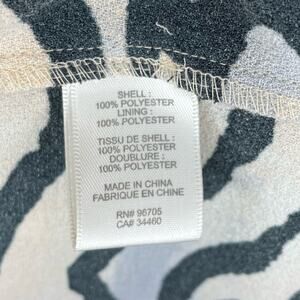 SHELL :
100% POLYESTER
LINING :
100% POLYESTER
TISSU DE SHELL :
100% POLYESTER
DOUBLURE :
100% POLYESTER
MADE IN CHINA
FABRIQUE EN CHINE
RN# 96705
CA# 34460